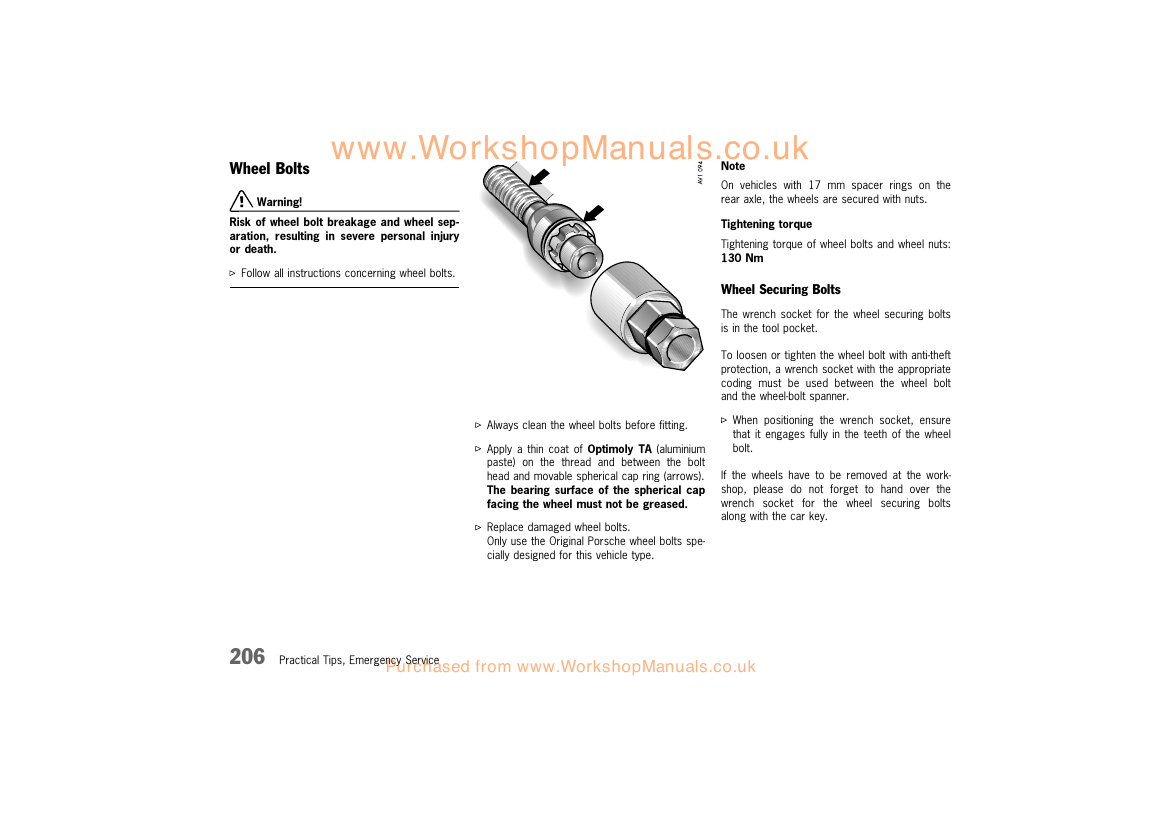 www.WorkshopManuals.co.uk
Wheel Bolts
Warning!
Risk of wheel bolt breakage and wheel sep-
aration, resulting in severe personal injury
or death.
▷ Follow all instructions concerning wheel bolts.
AV1 094
▷ Always clean the wheel bolts before fitting.
▷ Apply a thin coat of Optimoly TA (aluminium
paste) on the thread and between the bolt
head and movable spherical cap ring (arrows).
The bearing surface of the spherical cap
facing the wheel must not be greased.
▷ Replace damaged wheel bolts.
Only use the Original Porsche wheel bolts spe-
cially designed for this vehicle type.
Note
On vehicles with 17 mm spacer rings on the
rear axle, the wheels are secured with nuts.
Tightening torque
Tightening torque of wheel bolts and wheel nuts:
130 Nm
Wheel Securing Bolts
The wrench socket for the wheel securing bolts
is in the tool pocket.
To loosen or tighten the wheel bolt with anti-theft
protection, a wrench socket with the appropriate
coding must be used between the wheel bolt
and the wheel-bolt spanner.
▷ When positioning the wrench socket, ensure
that it engages fully in the teeth of the wheel
bolt.
If the wheels have to be removed at the work-
shop, please do not forget to hand over the
wrench socket for the wheel securing bolts
along with the car key.
206 Practical Tips, Emergency Service
Purchased from www.WorkshopManuals.co.uk